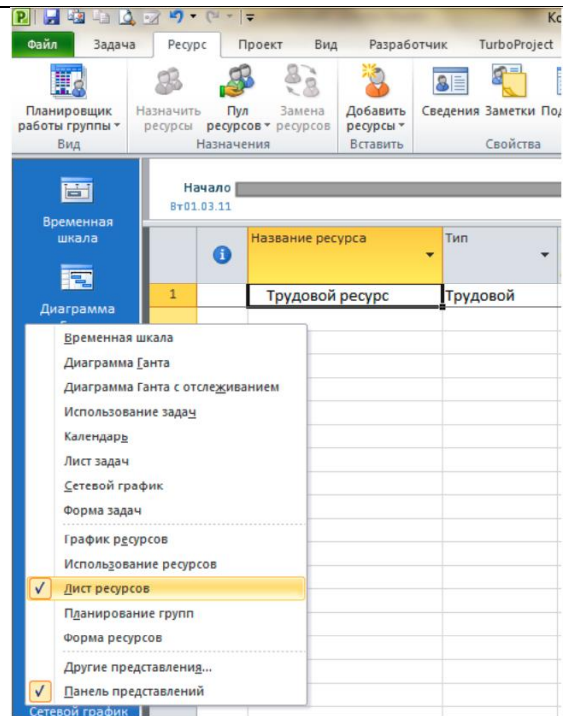 Ко
Файл Задача Ресурс Проект Вид Разработчик TurboProject
Планировщик работы группы
Назначить ресурсы
Пул ресурсов
Замена ресурсов
Добавить ресурсы
Сведения Заметки
Вид Назначения Вставить Свойства
Начало
Вт01.03.11
Временная шкала
Диаграмма
Название ресурса Тип
1 Трудовой ресурс Трудовой
Временная шкала
Диаграмма Ганта
Диаграмма Ганта с отслеживанием
Использование задач
Календарь
Лист задач
Сетевой график
Форма задач
График ресурсов
Использование ресурсов
Лист ресурсов
Планирование групп
Форма ресурсов
Другие представления...
Панель представлений
Сетевой график